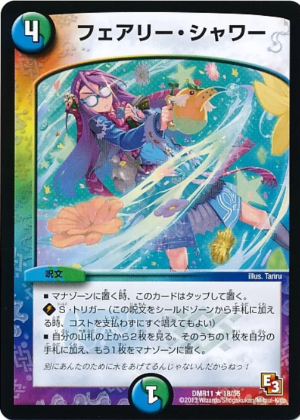 4
フェアリー・シャワー
illus. Tanru
呪文
■ マナゾーンに置く時、このカードはタップして置く。
S・トリガー(この呪文をシールドゾーンから手札に加え
る時、コストを支払わずにすぐ唱えてもよい)
■ 自分の山札の上から2枚を見る。そのうちの1枚を自分の
手札に加え、もう1枚をマナゾーンに置く。
別にあんたのために水をあげてるんじゃないんだからねっ!
1
DMR11 ★ 18/56
E3